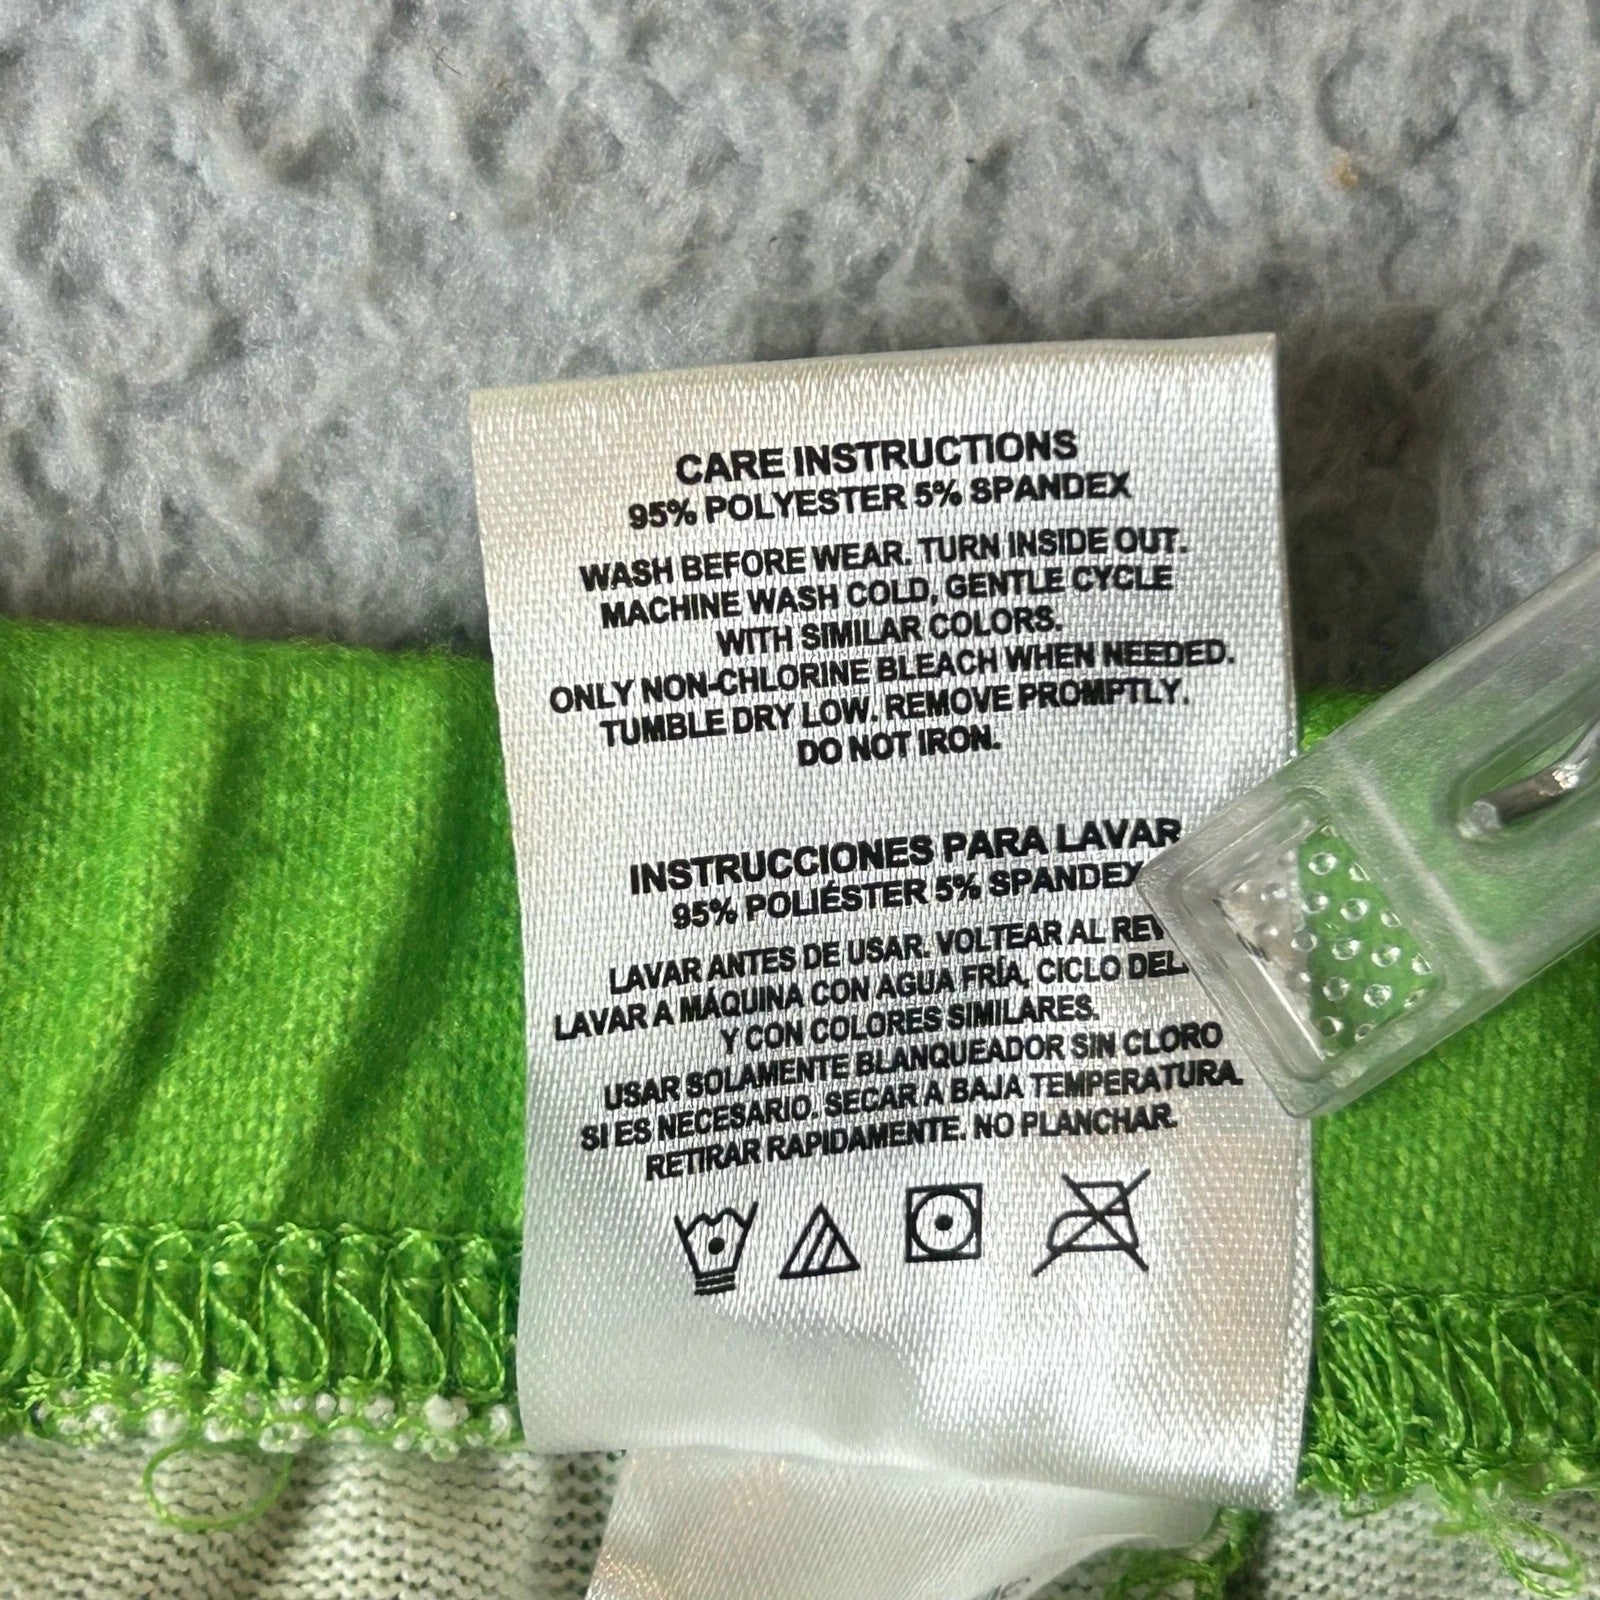 CARE INSTRUCTIONS
95% POLYESTER 5% SPANDEX
WASH BEFORE WEAR. TURN INSIDE OUT.
MACHINE WASH COLD, GENTLE CYCLE
WITH SIMILAR COLORS.
ONLY NON-CHLORINE BLEACH WHEN NEEDED.
TUMBLE DRY LOW. REMOVE PROMPTLY.
DO NOT IRON.
INSTRUCCIONES PARA LAVAR
95% POLIÉSTER 5% SPANDEX
LAVAR ANTES DE USAR. VOLTEAR AL
LAVAR A MÁQUINA CON AGUA FRÍA, CICLO
Y CON COLORES SIMILARES.
USAR SOLAMENTE BLANQUEADOR SIN CLORO
SI ES NECESARIO. SECAR A BAJA TEMPERATURA.
RETIRAR RAPIDAMENTE. NO PLANCHAR.